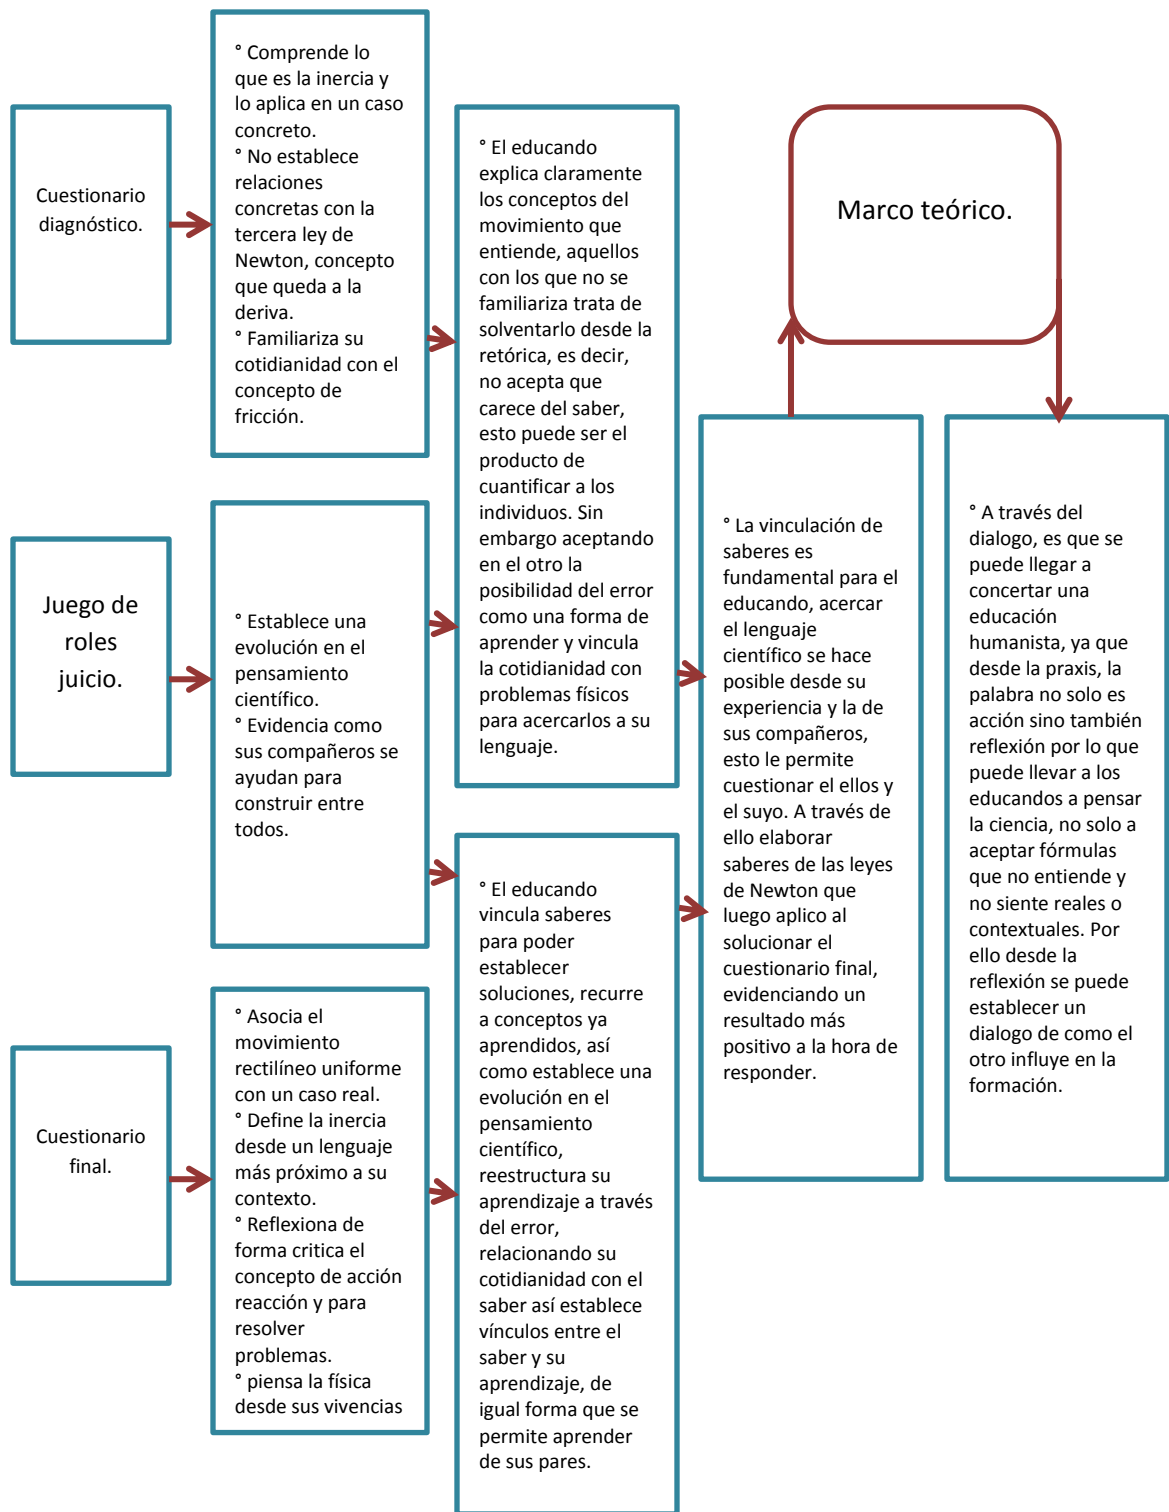 Cuestionario
diagnóstico.
° Comprende lo
que es la inercia y
lo aplica en un caso
concreto.
° No establece
relaciones
concretas con la
tercera ley de
Newton, concepto
que queda a la
deriva.
° Familiariza su
cotidianidad con el
concepto de
fricción.
Juego de
roles
juicio.
° Establece una
evolución en el
pensamiento
científico.
° Evidencia como
sus compañeros se
ayudan para
construir entre
todos.
Cuestionario
final.
° Asocia el
movimiento
rectilíneo uniforme
con un caso real.
° Define la inercia
desde un lenguaje
más próximo a su
contexto.
° Reflexiona de
forma critica el
concepto de acción
reacción y para
resolver
problemas.
° piensa la física
desde sus vivencias
° El educando
explica claramente
los conceptos del
movimiento que
entiende, aquellos
con los que no se
familiariza trata de
solventarlo desde la
retórica, es decir,
no acepta que
carece del saber,
esto puede ser el
producto de
cuantificar a los
individuos. Sin
embargo aceptando
en el otro la
posibilidad del error
como una forma de
aprender y vincula
la cotidianidad con
problemas físicos
para acercarlos a su
lenguaje.
° El educando
vincula saberes
para poder
establecer
soluciones, recurre
a conceptos ya
aprendidos, así
como establece una
evolución en el
pensamiento
científico,
reestructura su
aprendizaje a través
del error,
relacionando su
cotidianidad con el
saber así establece
vínculos entre el
saber y su
aprendizaje, de
igual forma que se
permite aprender
de sus pares.
° La vinculación de
saberes es
fundamental para el
educando, acercar
el lenguaje
científico se hace
posible desde su
experiencia y la de
sus compañeros,
esto le permite
cuestionar el ellos y
el suyo. A través de
ello elaborar
saberes de las leyes
de Newton que
luego aplico al
solucionar el
cuestionario final,
evidenciando un
resultado más
positivo a la hora de
responder.
Marco teórico.
° A través del
dialogo, es que se
puede llegar a
concertar una
educación
humanista, ya que
desde la praxis, la
palabra no solo es
acción sino también
reflexión por lo que
puede llevar a los
educandos a pensar
la ciencia, no solo a
aceptar fórmulas
que no entiende y
no siente reales o
contextuales. Por
ello desde la
reflexión se puede
establecer un
dialogo de como el
otro influye en la
formación.